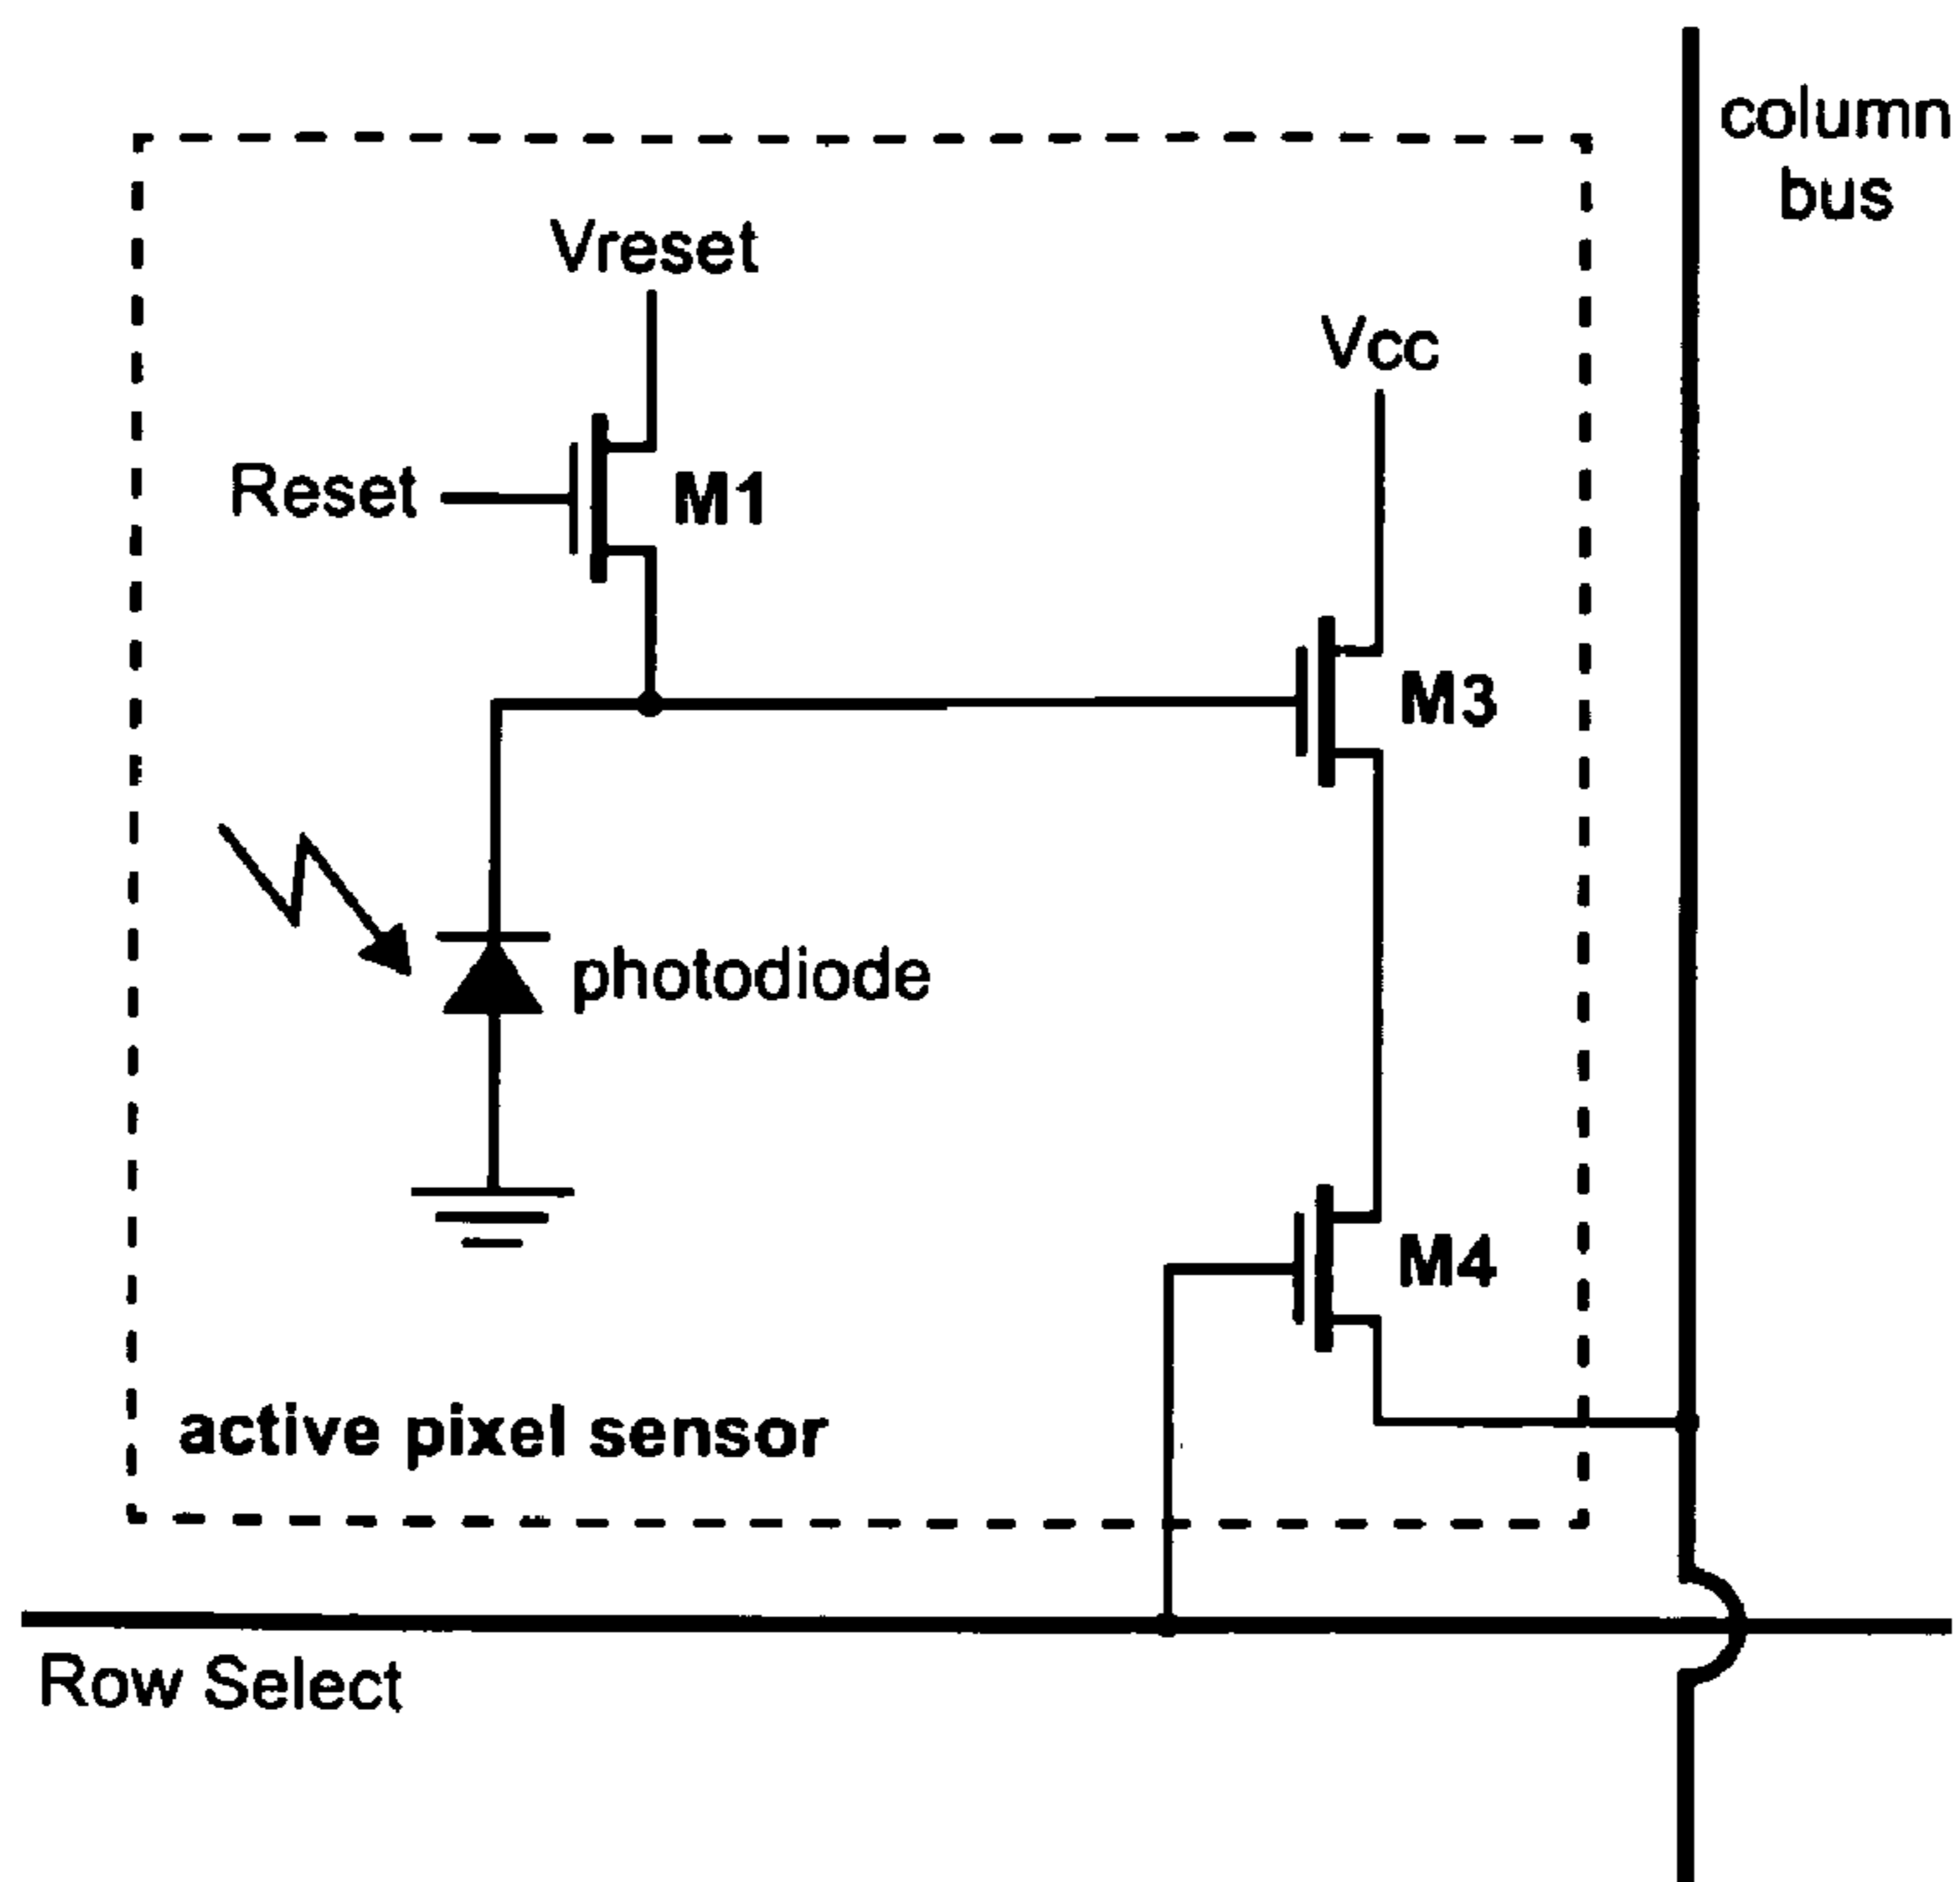 column
bus
Vreset
Vcc
Reset
M1
M3
photodiode
M4
active pixel sensor
Row Select